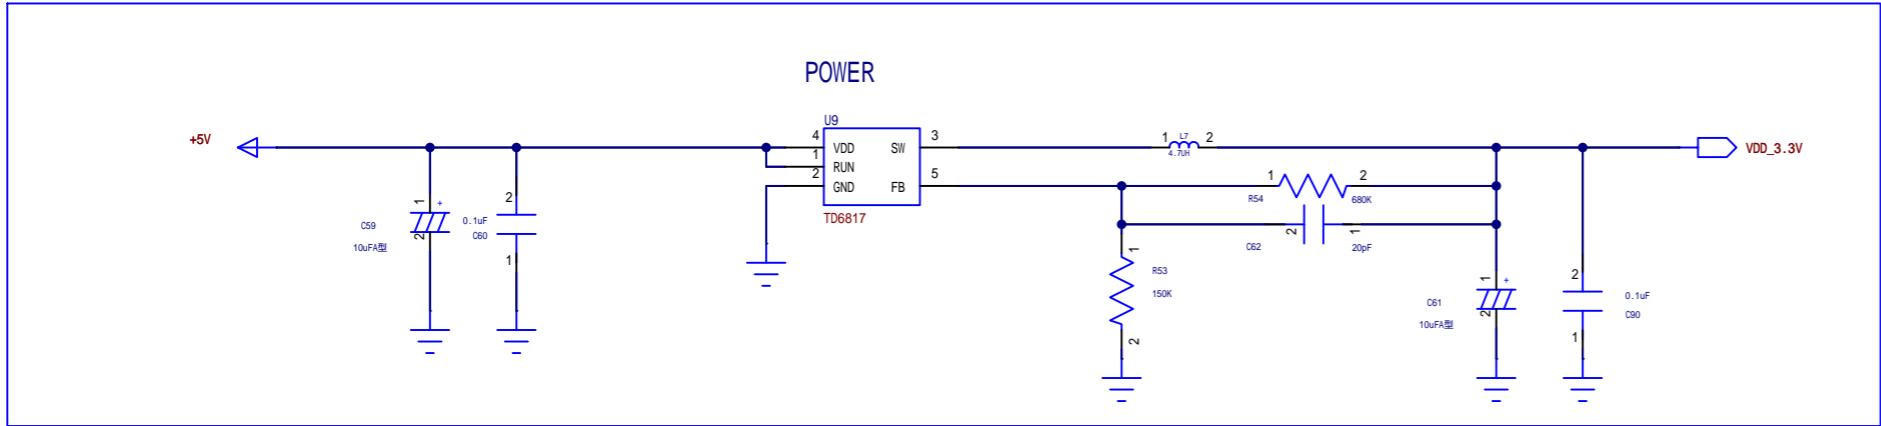 POWER
U9
+5V
4
VDD
SW
3
1
L7
2
4.7UH
VDD_3.3V
1
RUN
2
GND
FB
5
TD6817
1
2
R54
680K
C59
10uFA型
1
+
2
0.1uF
C60
2
1
C62
2
1
20pF
R53
150K
1
2
C61
10uFA型
1
+
2
2
0.1uF
C90
1